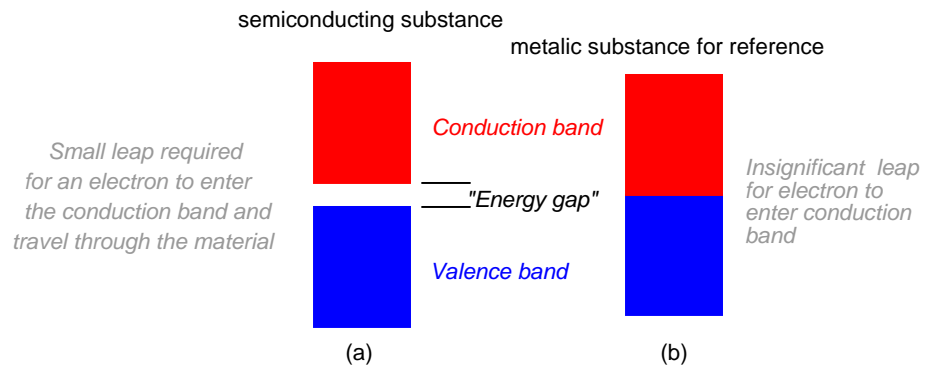 semiconducting substance
metalic substance for reference
Small leap required
for an electron to enter
the conduction band and
travel through the material
Conduction band
"Energy gap"
Valence band
Insignificant leap
for electron to
enter conduction
band
(a)
(b)